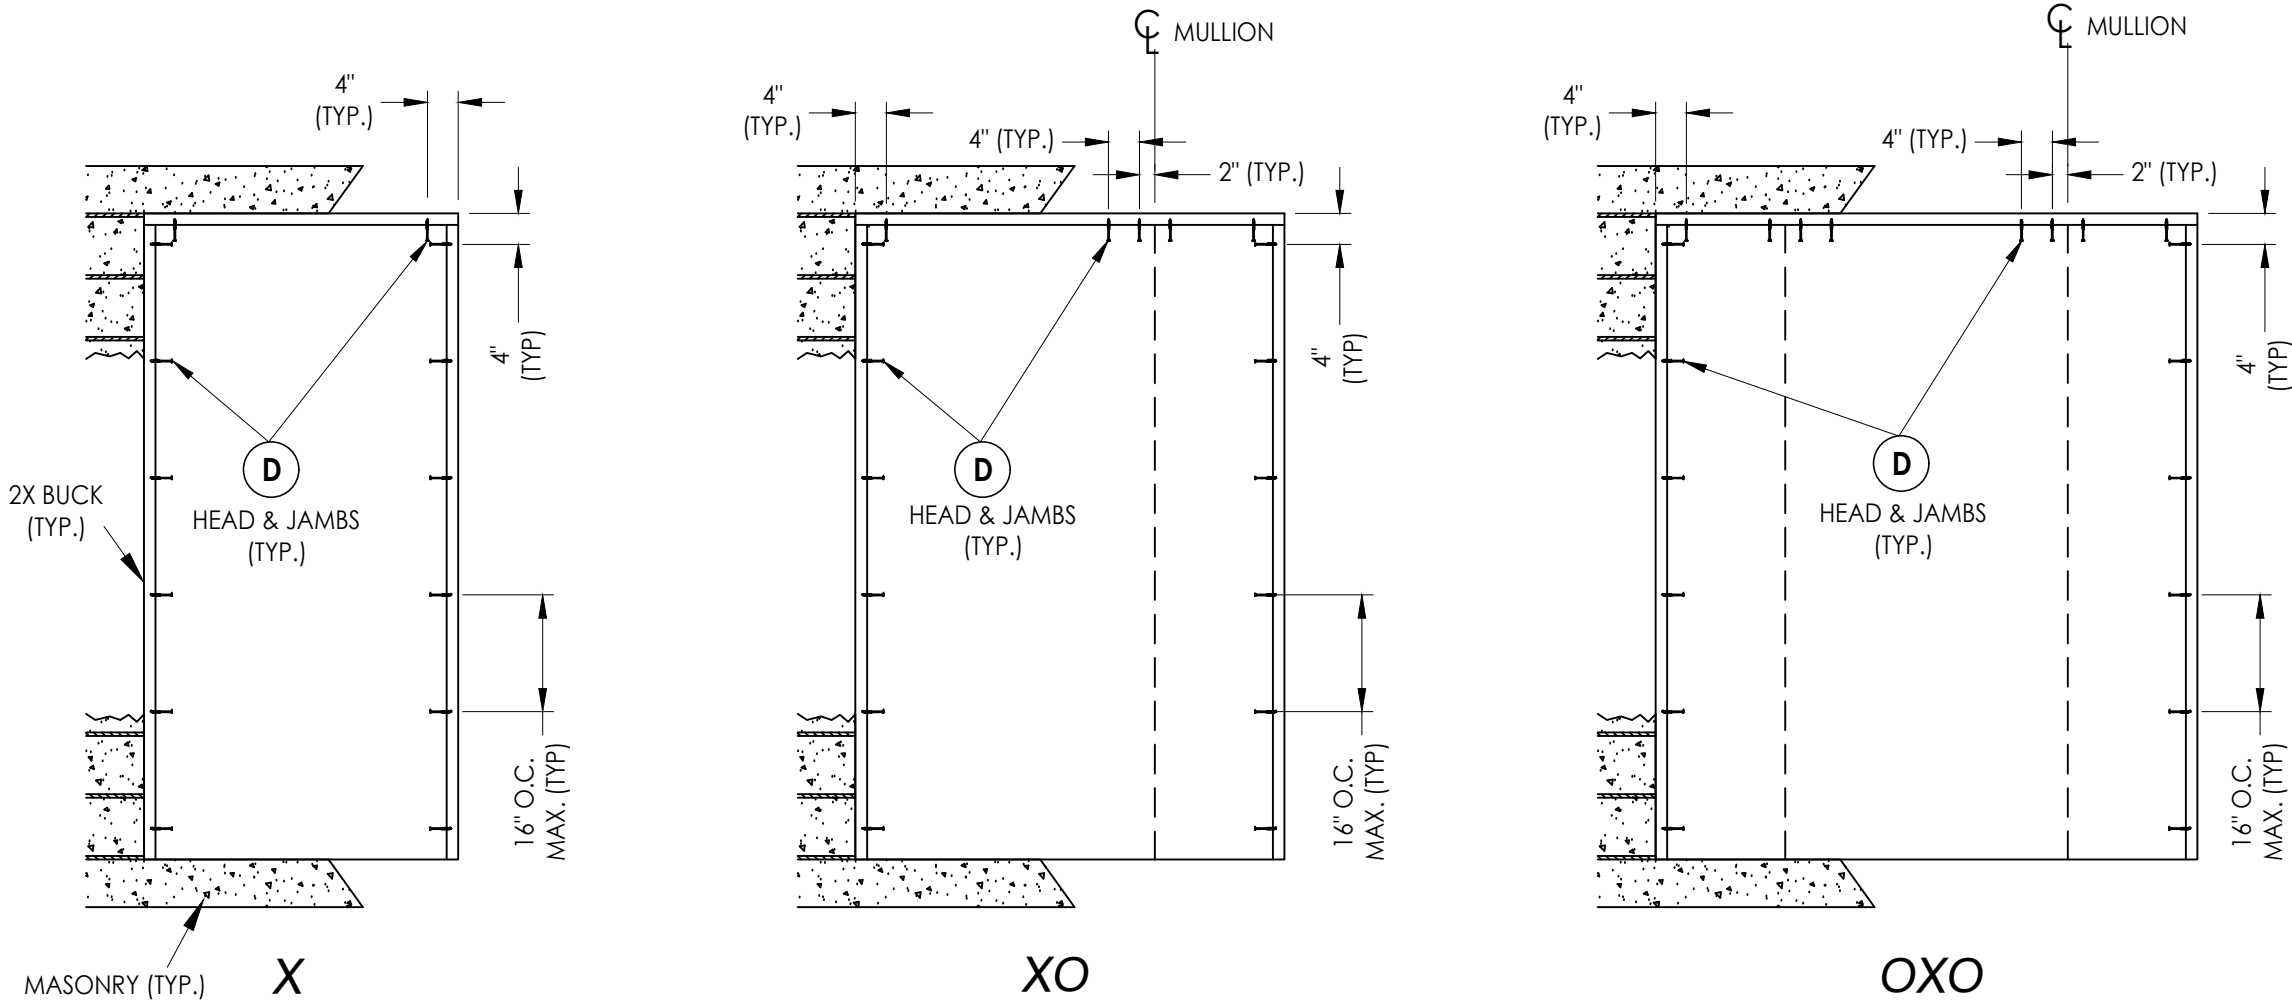 4"
(TYP.)
2X BUCK
(TYP.)
D
HEAD & JAMBS
(TYP.)
4"
(TYP)
16" O.C.
MAX. (TYP)
MASONRY (TYP.)
X
CL MULLION
4"
(TYP.)
4" (TYP.)
2" (TYP.)
D
HEAD & JAMBS
(TYP.)
4"
(TYP)
16" O.C.
MAX. (TYP)
XO
CL MULLION
4"
(TYP.)
4" (TYP.)
2" (TYP.)
D
HEAD & JAMBS
(TYP.)
4"
(TYP)
16" O.C.
MAX. (TYP)
OXO